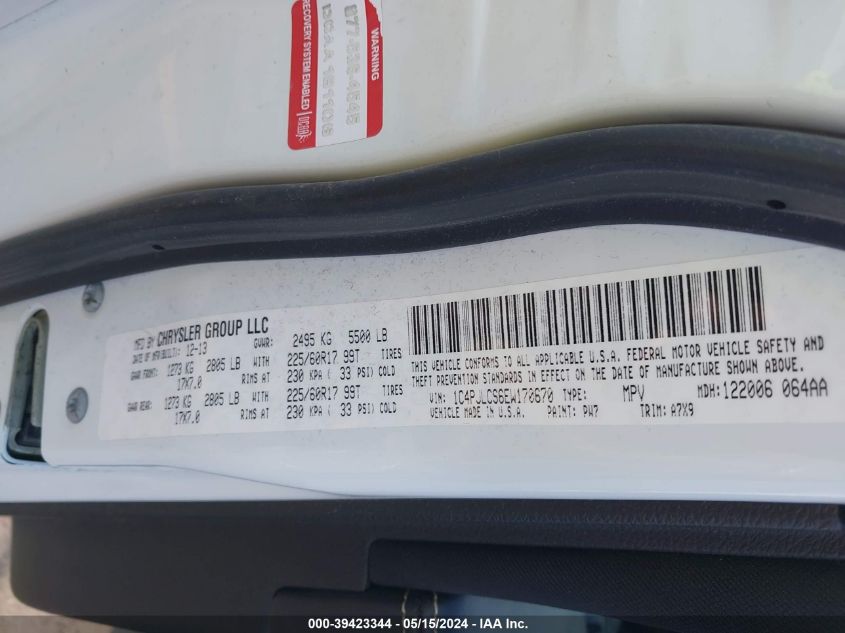 WARNING
877-638-4545
DCAA 161106
RECOVERY SYSTEM ENABLED
MFD BY CHRYSLER GROUP LLC
DATE OF MFR/BUILT: 12-13 GVWR: 2495 KG 5500 LB
GAWR FRONT: 1273 KG 2805 LB WITH 225/60R17 99T TIRES
17X7.0 RIMS AT 230 KPA ( 33 PSI) COLD
GAWR REAR: 1273 KG 2805 LB WITH 225/60R17 99T TIRES
17X7.0 RIMS AT 230 KPA ( 33 PSI) COLD
THIS VEHICLE CONFORMS TO ALL APPLICABLE U.S.A. FEDERAL MOTOR VEHICLE SAFETY AND
THEFT PREVENTION STANDARDS IN EFFECT ON THE DATE OF MANUFACTURE SHOWN ABOVE.
VIN: 1C4PJLCS6EW170670 TYPE: MPV MDH: 122006 064AA
VEHICLE MADE IN U.S.A. PAINT: PW7 TRIM: A7X9
000-39423344 - 05/15/2024 - IAA Inc.